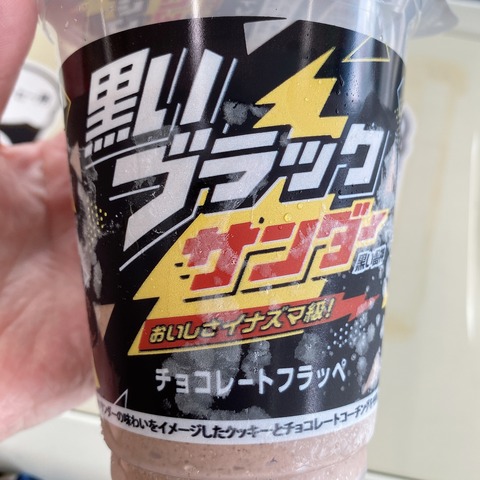 黒い
ブラック
サンダー
おいしさイナズマ級!
チョコレートフラッペ
ンダーの味わいをイメージしたクッキーとチョコレートコーチングを